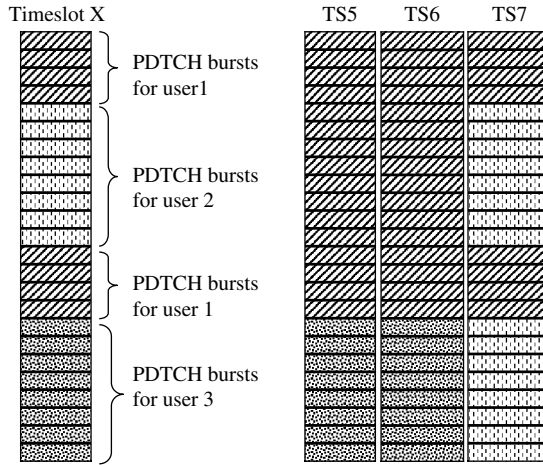 Timeslot X
TS5 TS6 TS7
PDTCH bursts
for user1
PDTCH bursts
for user 2
PDTCH bursts
for user 1
PDTCH bursts
for user 3